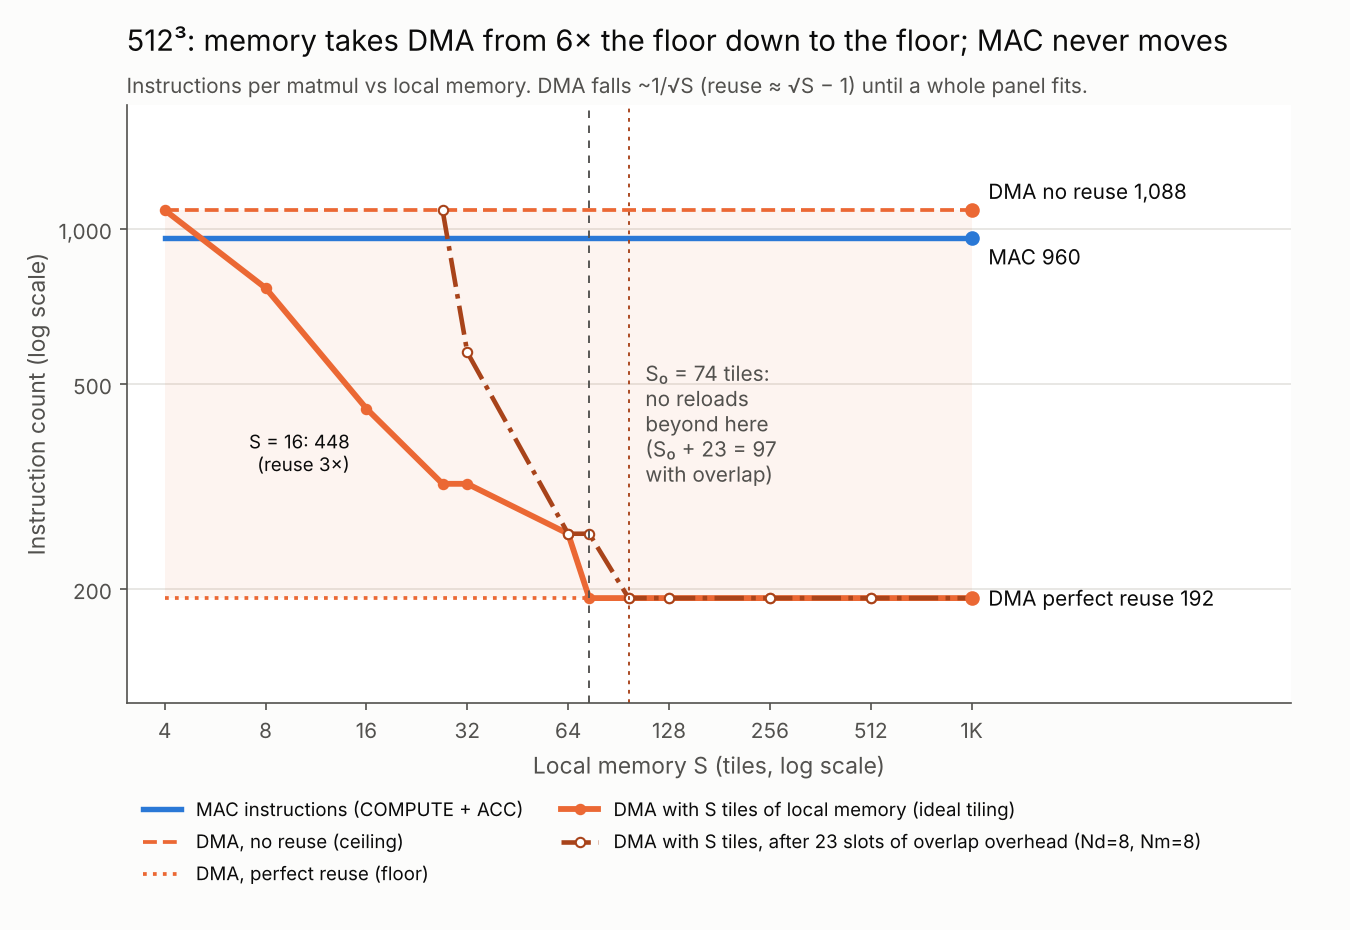 512³: memory takes DMA from 6× the floor down to the floor; MAC never moves
Instructions per matmul vs local memory. DMA falls ~1/√S (reuse ≈ √S − 1) until a whole panel fits.
DMA no reuse 1,088
1,000
MAC 960
Instruction count (log scale)
500
S₀ = 74 tiles:
no reloads
beyond here
(S₀ + 23 = 97
with overlap)
S = 16: 448
(reuse 3×)
200
DMA perfect reuse 192
4 8 16 32 64 128 256 512 1K
Local memory S (tiles, log scale)
MAC instructions (COMPUTE + ACC)
DMA, no reuse (ceiling)
DMA, perfect reuse (floor)
DMA with S tiles of local memory (ideal tiling)
DMA with S tiles, after 23 slots of overlap overhead (Nd=8, Nm=8)